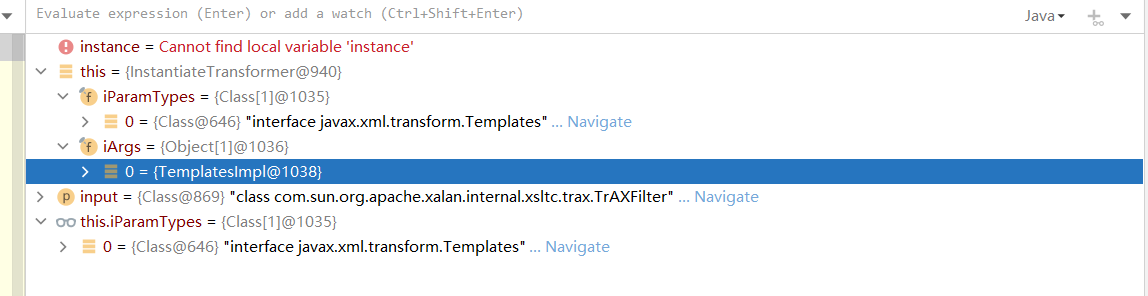 Evaluate expression (Enter) or add a watch (Ctrl+Shift+Enter) Java
instance = Cannot find local variable 'instance'
this = {InstantiateTransformer@940}
f iParamTypes = {Class[1]@1035}
0 = {Class@646} "interface javax.xml.transform.Templates" ... Navigate
f iArgs = {Object[1]@1036}
0 = {TemplatesImpl@1038}
p input = {Class@869} "class com.sun.org.apache.xalan.internal.xsltc.trax.TrAXFilter" ... Navigate
this.iParamTypes = {Class[1]@1035}
0 = {Class@646} "interface javax.xml.transform.Templates" ... Navigate